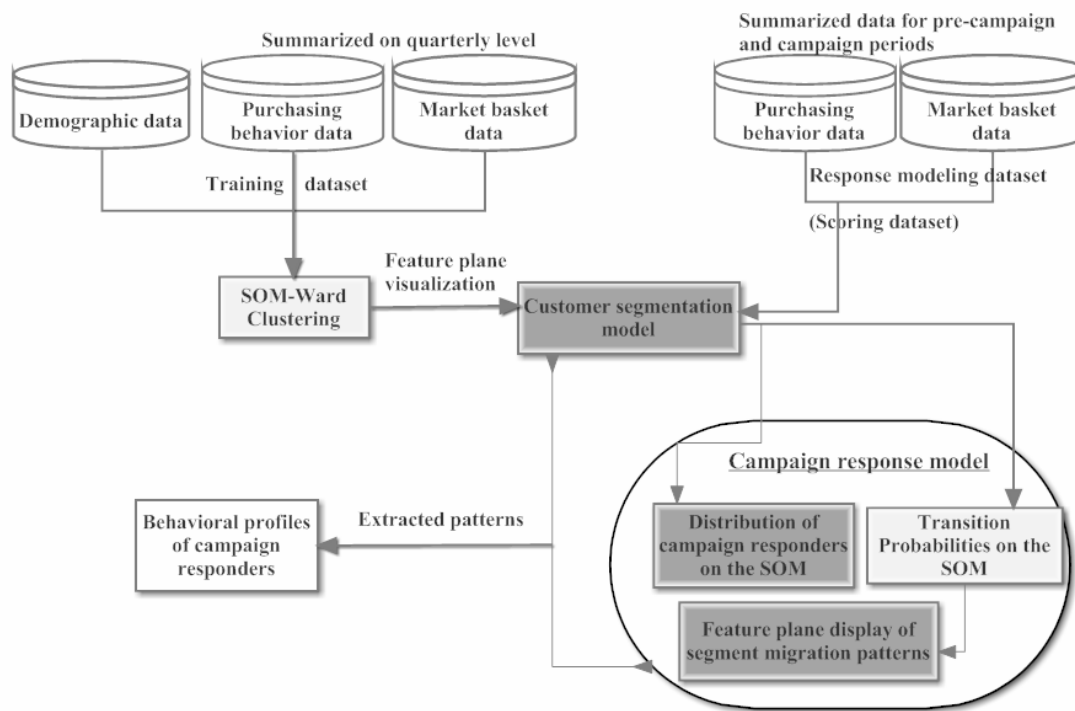 Summarized on quarterly level
Summarized data for pre-campaign
and campaign periods
Demographic data
Purchasing
behavior data
Market basket
data
Purchasing
behavior data
Market basket
data
Training dataset
Response modeling dataset
(Scoring dataset)
Feature plane
visualization
SOM-Ward
Clustering
Customer segmentation
model
Campaign response model
Behavioral profiles
of campaign
responders
Extracted patterns
Distribution of
campaign responders
on the SOM
Transition
Probabilities on the
SOM
Feature plane display of
segment migration patterns